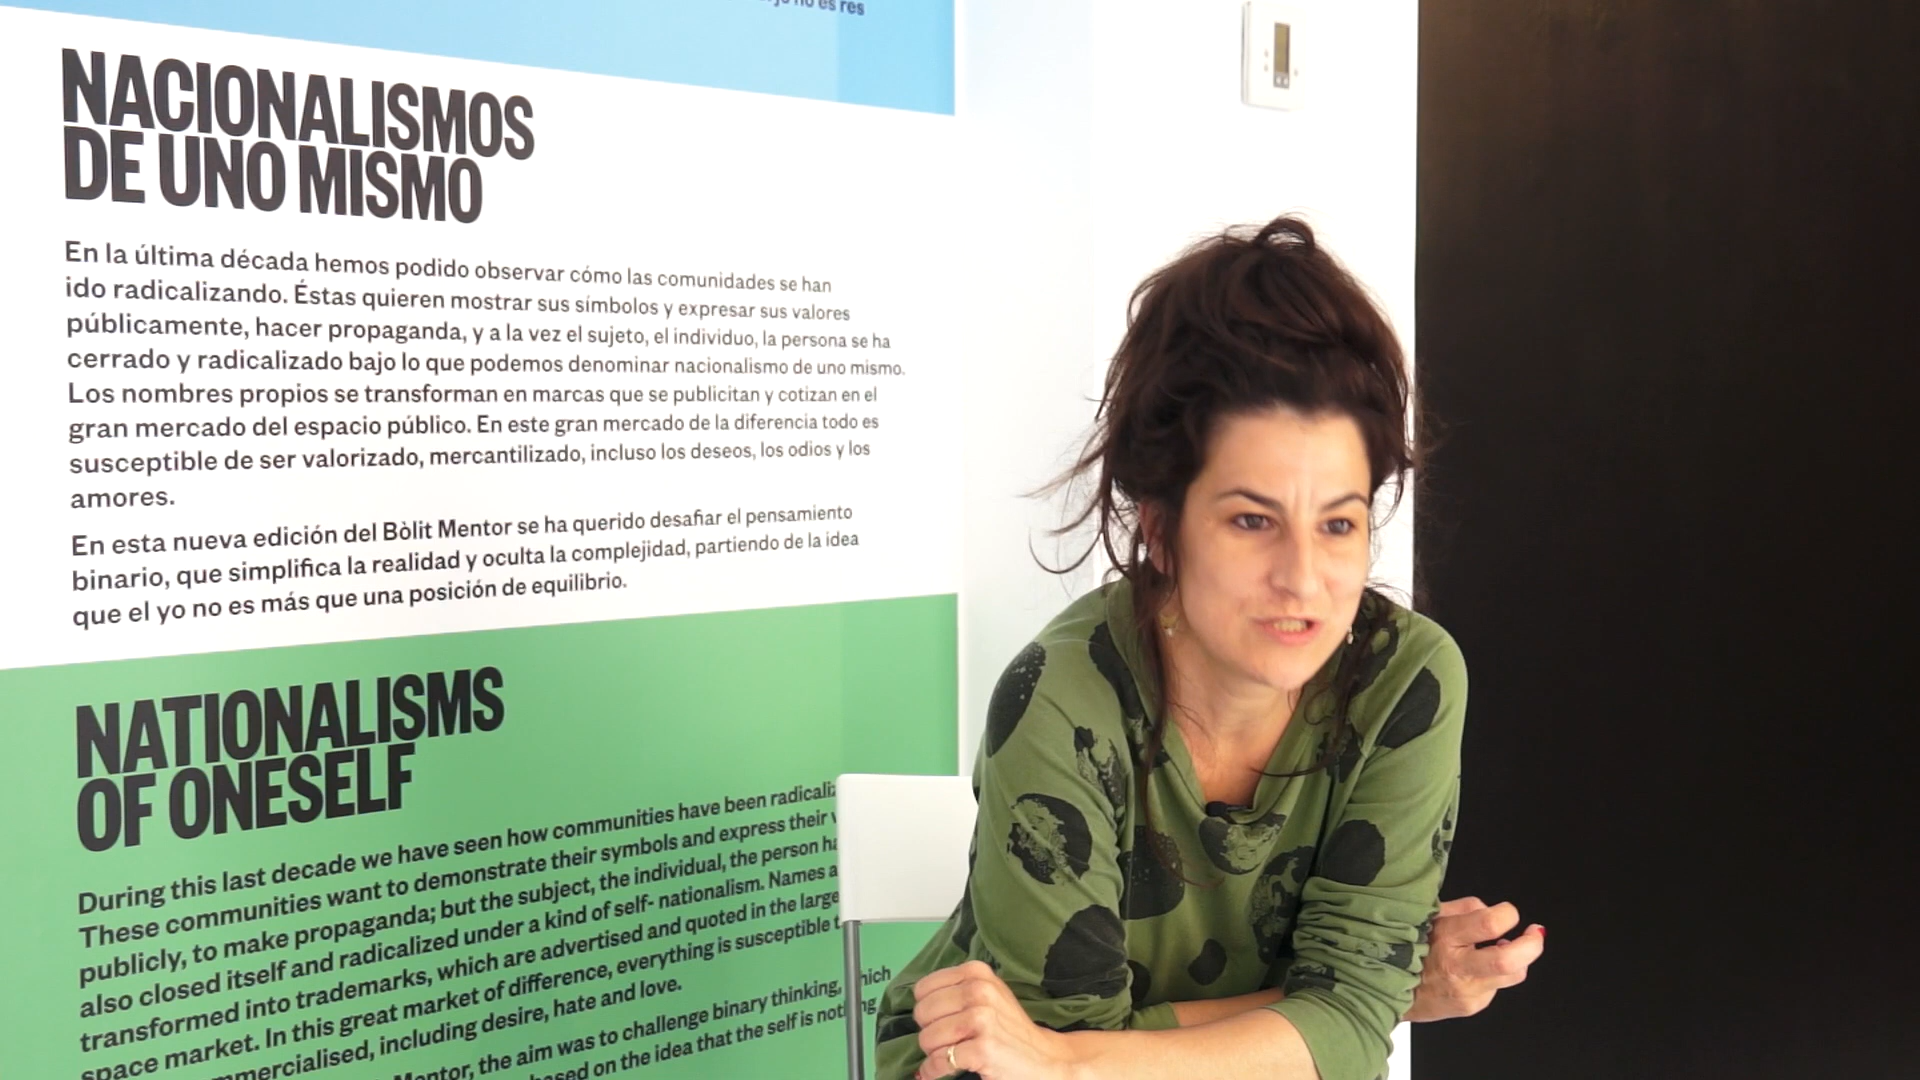 no és res
NACIONALISMOS
DE UNO MISMO
En la última década hemos podido observar cómo las comunidades se han
ido radicalizando. Éstas quieren mostrar sus símbolos y expresar sus valores
públicamente, hacer propaganda, y a la vez el sujeto, el individuo, la persona se ha
cerrado y radicalizado bajo lo que podemos denominar nacionalismo de uno mismo.
Los nombres propios se transforman en marcas que se publicitan y cotizan en el
gran mercado del espacio público. En este gran mercado de la diferencia todo es
susceptible de ser valorizado, mercantilizado, incluso los deseos, los odios y los
amores.
En esta nueva edición del Bòlit Mentor se ha querido desafiar el pensamiento
binario, que simplifica la realidad y oculta la complejidad, partiendo de la idea
que el yo no es más que una posición de equilibrio.
NATIONALISMS
OF ONESELF
During this last decade we have seen how communities have been
These communities want to demonstrate their symbols and express their
publicly, to make propaganda; but the subject, the individual, the person
also closed itself and radicalized under a kind of self- nationalism. Names
transformed into trademarks, which are advertised and quoted in the large
space market. In this great market of difference, everything is susceptible
including desire, hate and love.
Mentor, the aim was to challenge binary thinking,
on the idea that the self is